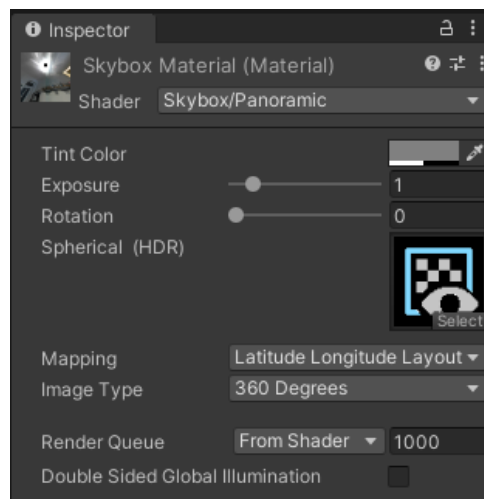 Inspector
Skybox Material (Material)
Shader Skybox/Panoramic
Tint Color
Exposure 1
Rotation 0
Spherical (HDR)
Select
Mapping Latitude Longitude Layout
Image Type 360 Degrees
Render Queue From Shader 1000
Double Sided Global Illumination